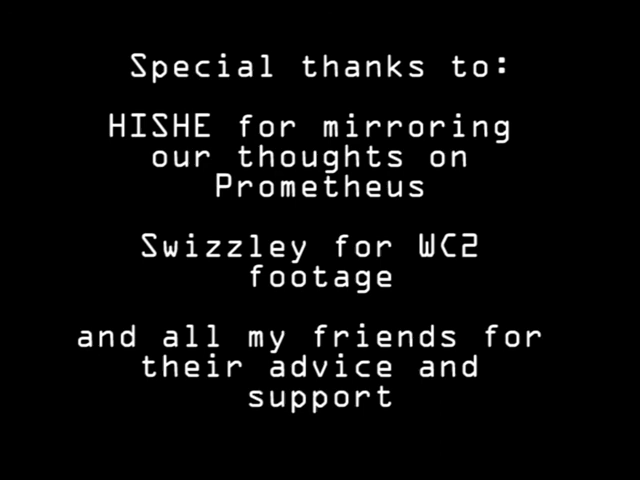 Special thanks to:
HISHE for mirroring
our thoughts on
Prometheus
Swizzley for WC2
footage
and all my friends for
their advice and
support